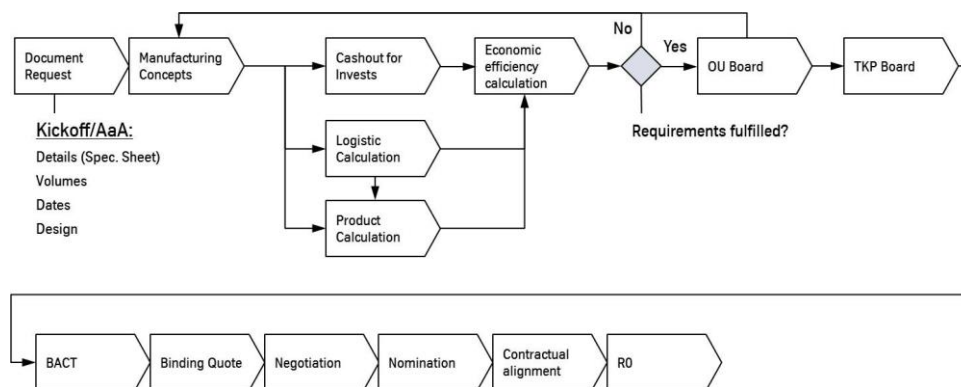 No
Yes
Document
Request
Manufacturing
Concepts
Cashout for
Invests
Economic
efficiency
calculation
OU Board
TKP Board
Kickoff/AaA:
Details (Spec. Sheet)
Volumes
Dates
Design
Logistic
Calculation
Requirements fulfilled?
Product
Calculation
BACT
Binding Quote
Negotiation
Nomination
Contractual
alignment
R0